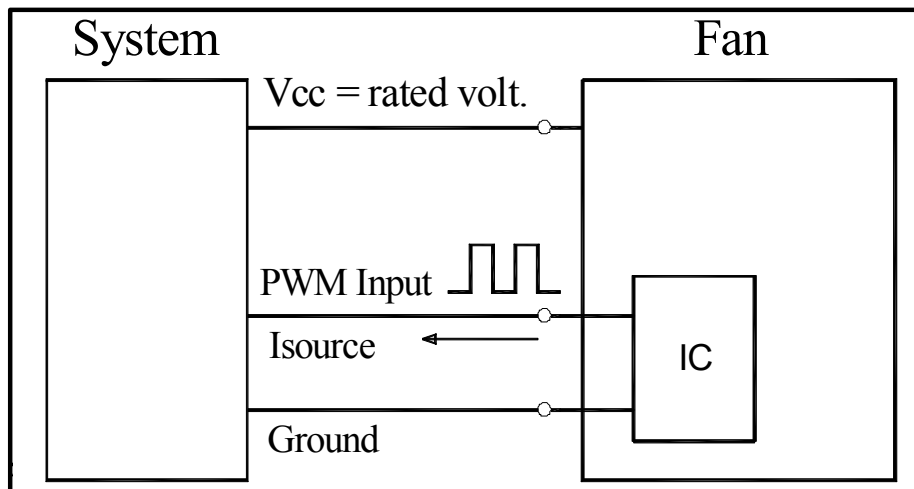 System
Fan
Vcc = rated volt.
PWM Input
Isource
IC
Ground